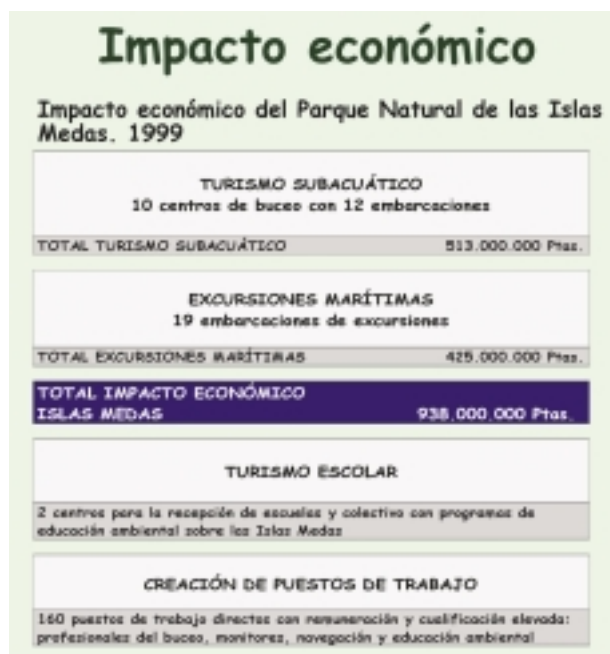 Impacto económico
Impacto económico del Parque Natural de las Islas
Medas. 1999
TURISMO SUBACUÁTICO
10 centros de buceo con 12 embarcaciones
TOTAL TURISMO SUBACUÁTICO 513.000.000 Ptas.
EXCURSIONES MARÍTIMAS
19 embarcaciones de excursiones
TOTAL EXCURSIONES MARÍTIMAS 425.000.000 Ptas.
TOTAL IMPACTO ECONÓMICO
ISLAS MEDAS 938.000.000 Ptas.
TURISMO ESCOLAR
2 centros para la recepción de escuelas y colectivo con programas de
educación ambiental sobre las Islas Medas
CREACIÓN DE PUESTOS DE TRABAJO
160 puestos de trabajo directos con remuneración y cualificación elevada:
profesionales del buceo, monitores, navegación y educación ambiental